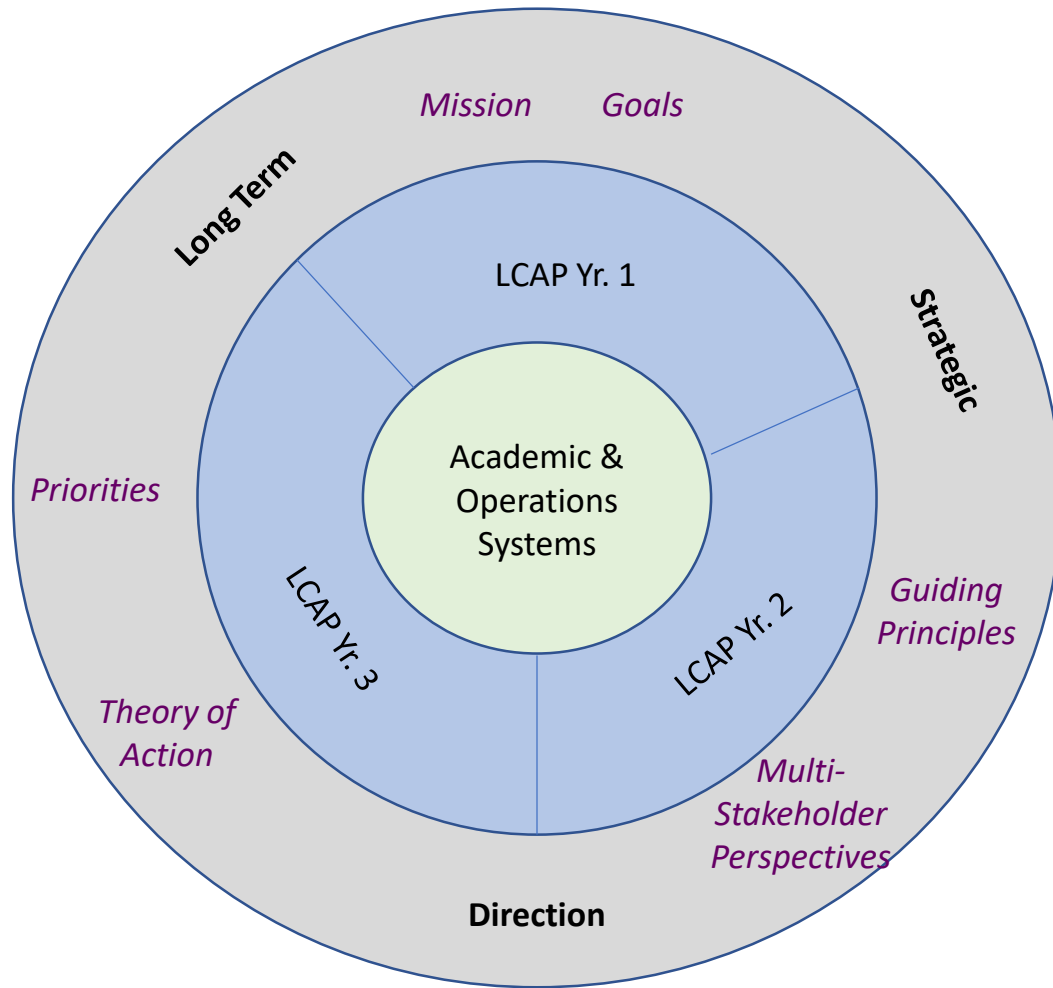 Mission
Goals
Long Term
Strategic
LCAP Yr. 1
Academic &
Operations
Systems
Priorities
Guiding
Principles
LCAP Yr. 2
LCAP Yr. 3
Theory of
Action
Multi-
Stakeholder
Perspectives
Direction